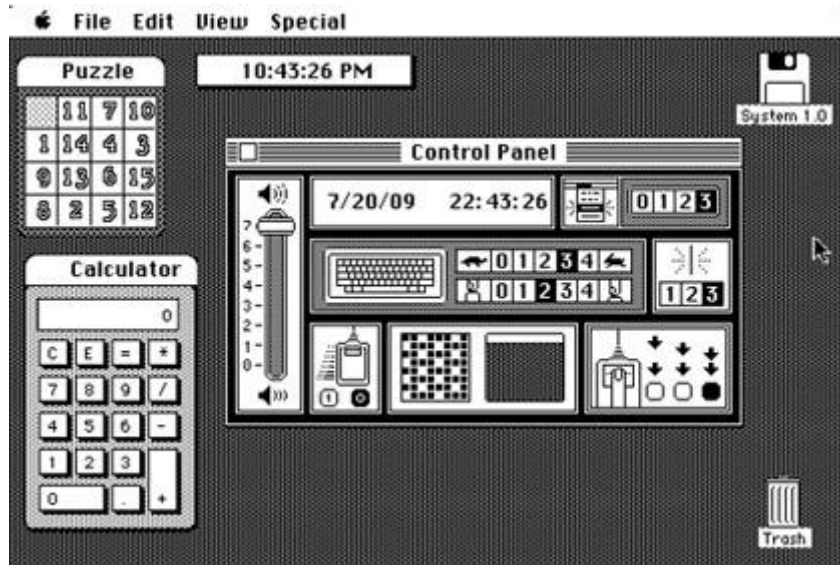 File Edit View Special
Puzzle
11 7 10
1 14 4 3
9 13 6 15
8 2 5 12
10:43:26 PM
System 1.0
Control Panel
7
6
5
4
3
2
1
0
7/20/09 22:43:26
0 1 2 3
0 1 2 3 4
0 1 2 3 4
1 2 3
1 0
Calculator
0
C E = *
7 8 9 /
4 5 6 -
1 2 3
0 . +
Trash